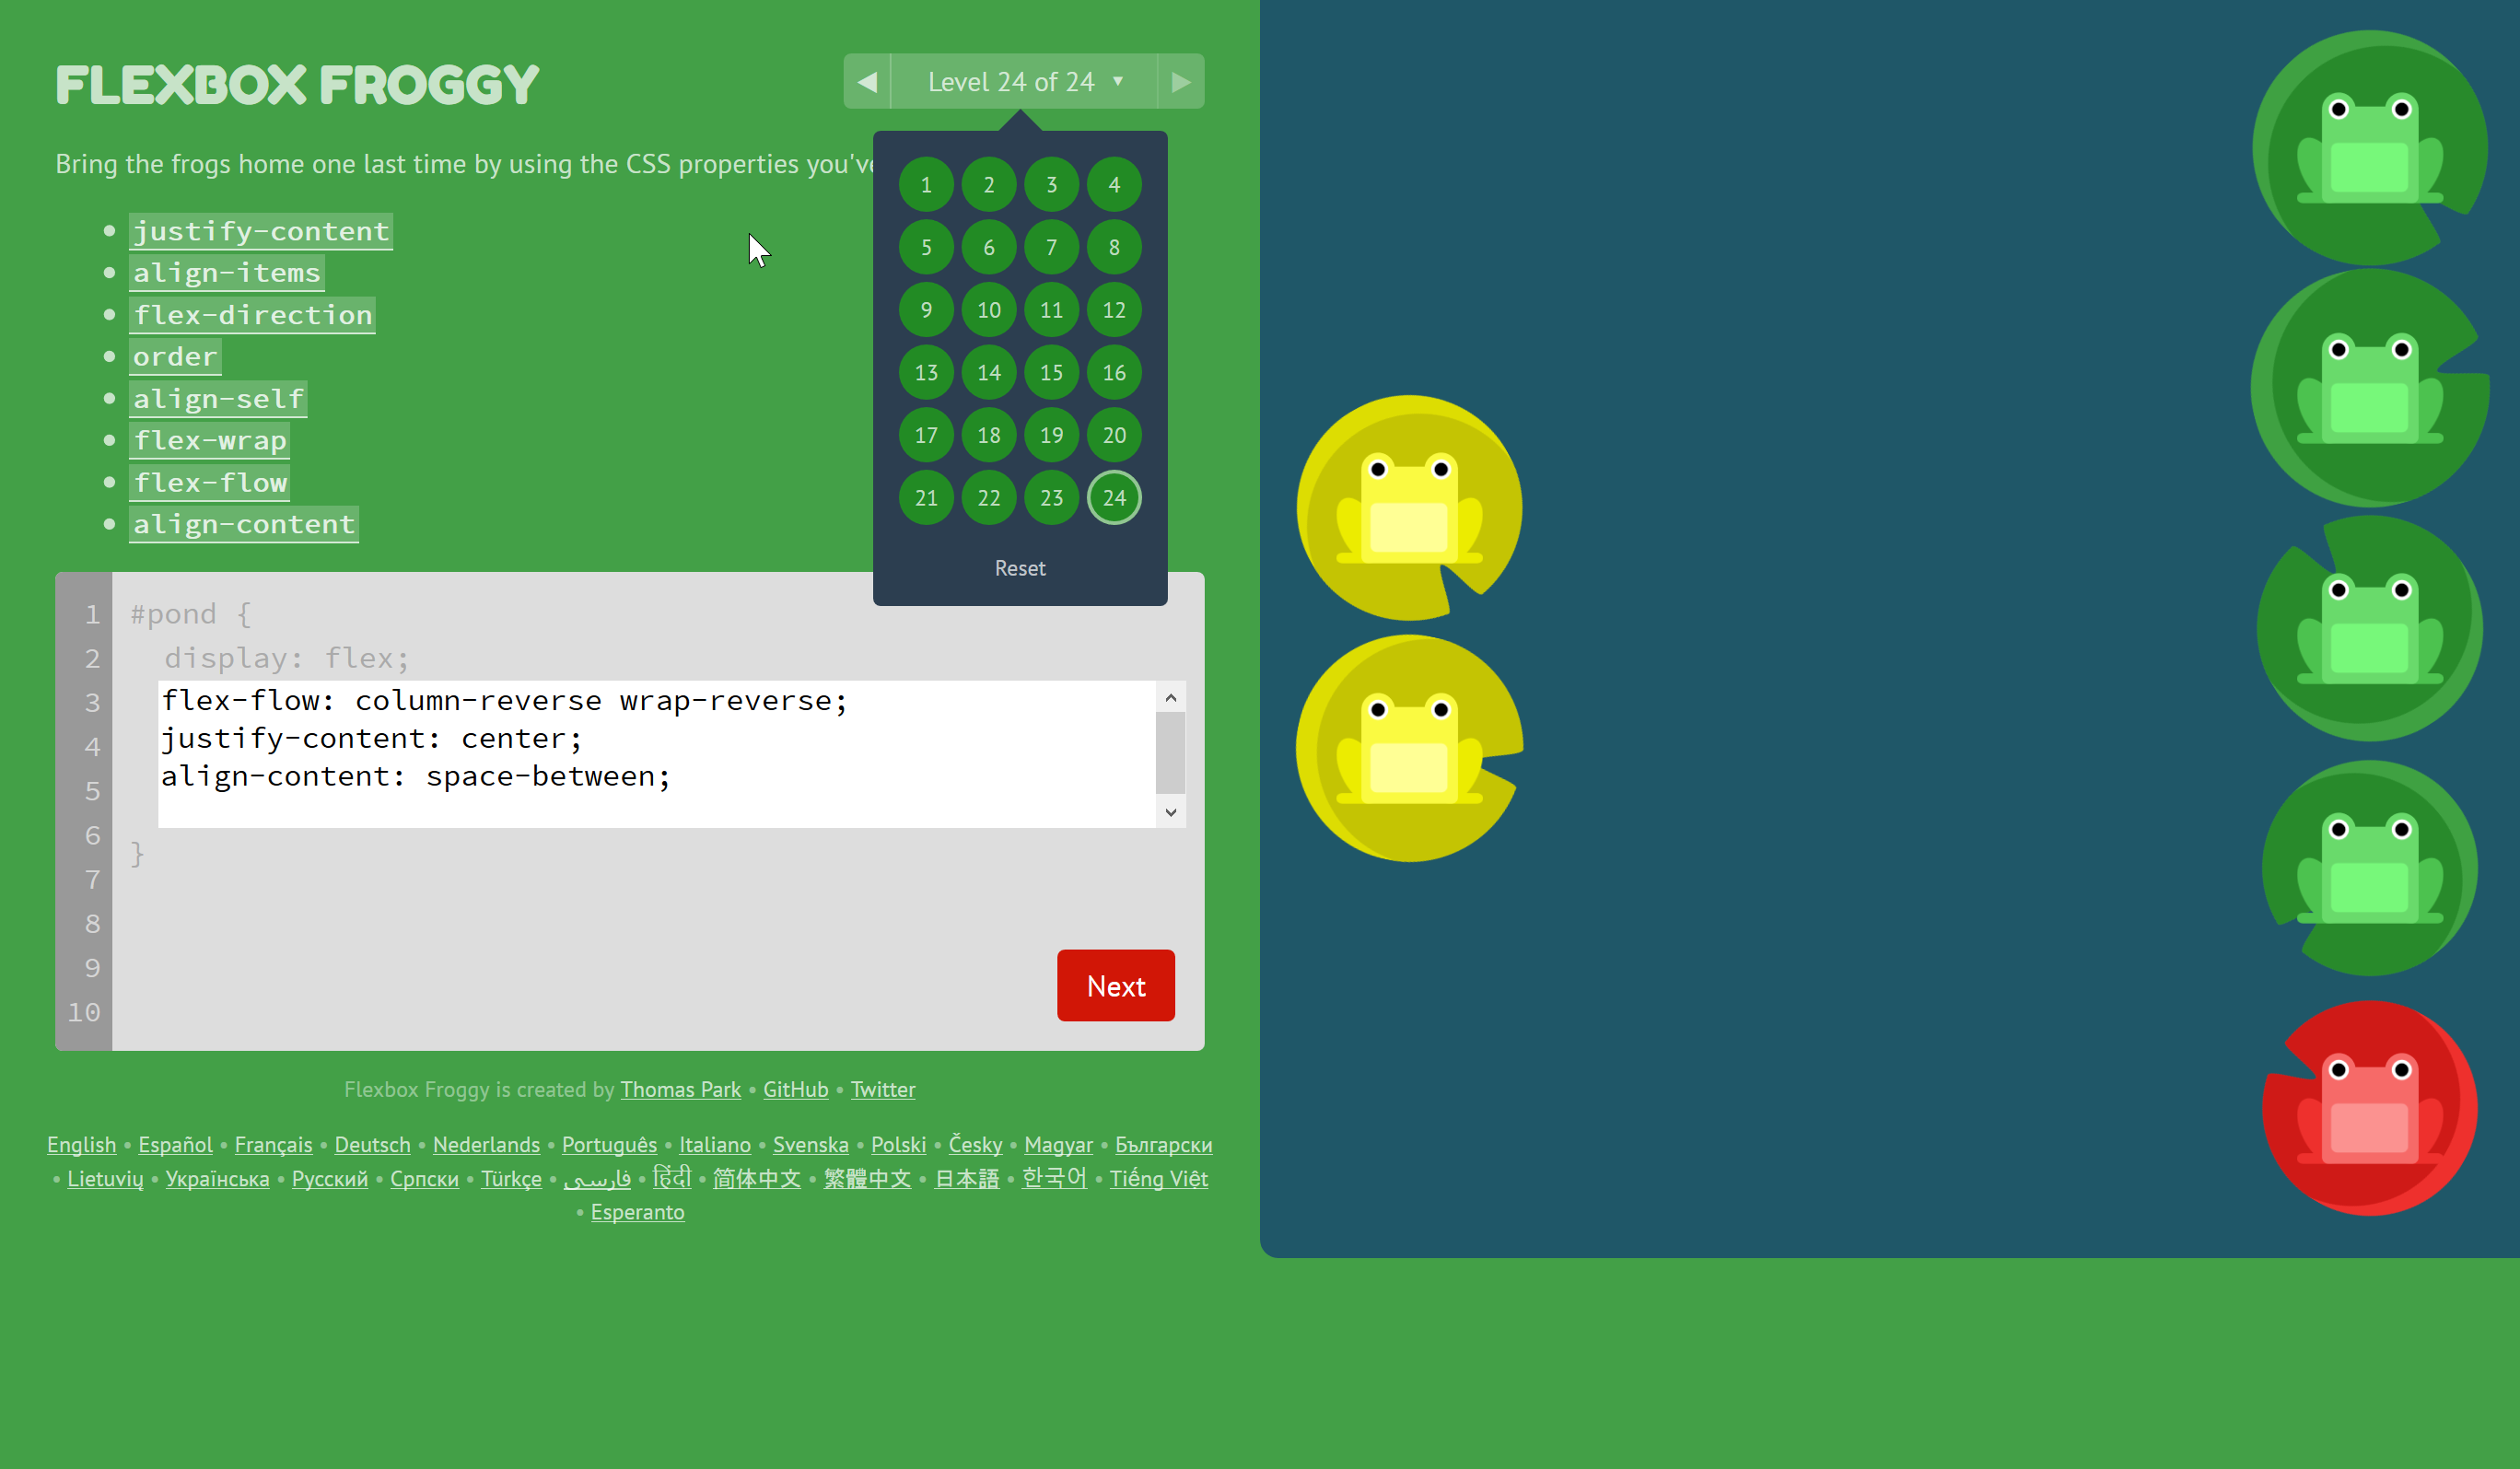 FLEXBOX FROGGY
◀ Level 24 of 24 ▼ ▶
Bring the frogs home one last time by using the CSS properties you've
• justify-content
• align-items
• flex-direction
• order
• align-self
• flex-wrap
• flex-flow
• align-content
1 2 3 4
5 6 7 8
9 10 11 12
13 14 15 16
17 18 19 20
21 22 23 24
Reset
1
2
3
4
5
6
7
8
9
10
#pond {
display: flex;
flex-flow: column-reverse wrap-reverse;
justify-content: center;
align-content: space-between;
}
Next
Flexbox Froggy is created by Thomas Park • GitHub • Twitter
English • Español • Français • Deutsch • Nederlands • Português • Italiano • Svenska • Polski • Česky • Magyar • Български
• Lietuvių • Українська • Русский • Српски • Türkçe • فارسی • हिंदी • 简体中文 • 繁體中文 • 日本語 • 한국어 • Tiếng Việt
• Esperanto